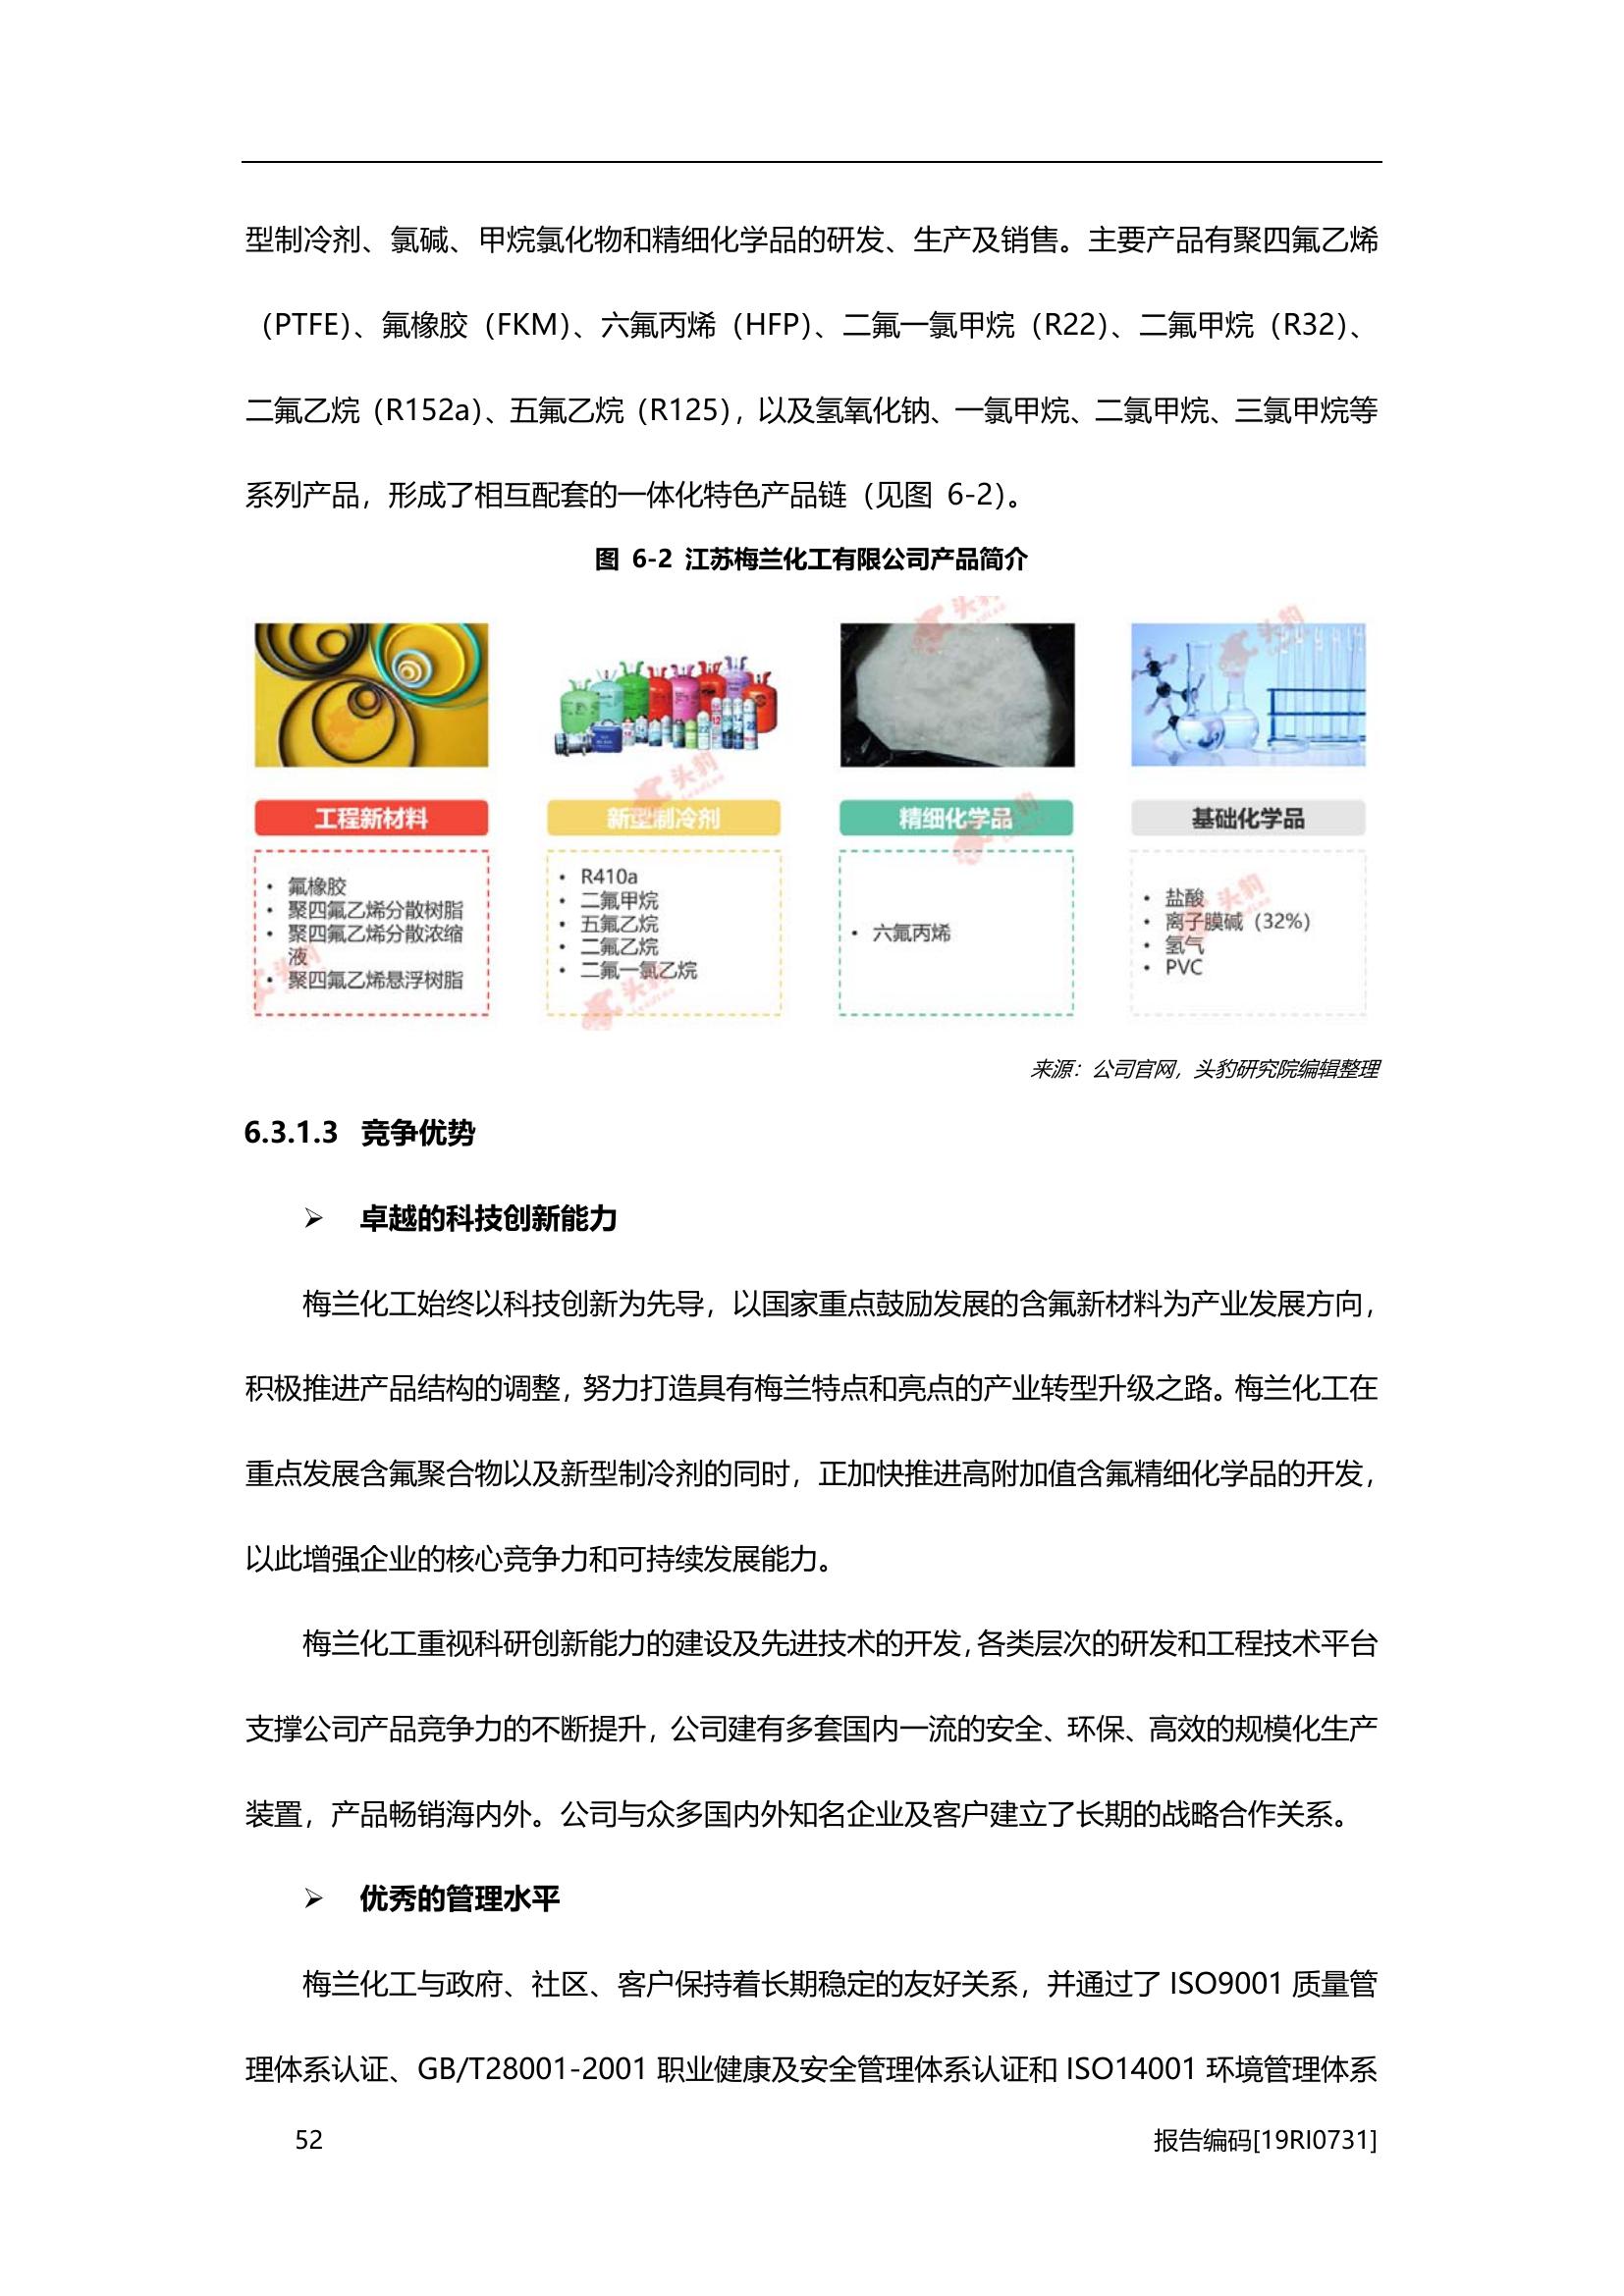 型制冷剂、氯碱、甲烷氯化物和精细化学品的研发、生产及销售。主要产品有聚四氟乙烯
（PTFE）、氟橡胶（FKM）、六氟丙烯（HFP）、二氟一氯甲烷（R22）、二氟甲烷（R32）、
二氟乙烷（R152a）、五氟乙烷（R125），以及氢氧化钠、一氯甲烷、二氯甲烷、三氯甲烷等
系列产品，形成了相互配套的一体化特色产品链（见图 6-2）。
图 6-2 江苏梅兰化工有限公司产品简介
工程新材料
• 氟橡胶
• 聚四氟乙烯分散树脂
• 聚四氟乙烯分散浓缩
液
• 聚四氟乙烯悬浮树脂
新型制冷剂
• R410a
• 二氟甲烷
• 五氟乙烷
• 二氟乙烷
• 二氟一氯乙烷
精细化学品
• 六氟丙烯
基础化学品
• 盐酸
• 离子膜碱（32%）
• 氢气
• PVC
头豹
来源：公司官网，头豹研究院编辑整理
6.3.1.3 竞争优势
➢ 卓越的科技创新能力
梅兰化工始终以科技创新为先导，以国家重点鼓励发展的含氟新材料为产业发展方向，
积极推进产品结构的调整，努力打造具有梅兰特点和亮点的产业转型升级之路。梅兰化工在
重点发展含氟聚合物以及新型制冷剂的同时，正加快推进高附加值含氟精细化学品的开发，
以此增强企业的核心竞争力和可持续发展能力。
梅兰化工重视科研创新能力的建设及先进技术的开发，各类层次的研发和工程技术平台
支撑公司产品竞争力的不断提升，公司建有多套国内一流的安全、环保、高效的规模化生产
装置，产品畅销海内外。公司与众多国内外知名企业及客户建立了长期的战略合作关系。
➢ 优秀的管理水平
梅兰化工与政府、社区、客户保持着长期稳定的友好关系，并通过了 ISO9001 质量管
理体系认证、GB/T28001-2001 职业健康及安全管理体系认证和 ISO14001 环境管理体系
52
报告编码[19RI0731]